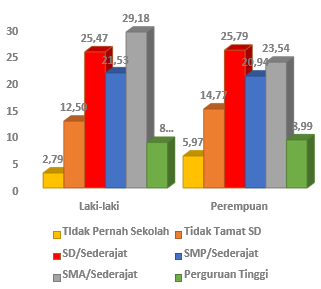 30
25
20
15
10
5
0
2,79
12,50
25,47
21,53
29,18
8...
5,97
14,77
25,79
20,94
23,54
8,99
Laki-laki
Perempuan
TIdak Pernah Sekolah
Tidak Tamat SD
SD/Sederajat
SMP/Sederajat
SMA/Sederajat
Perguruan Tinggi